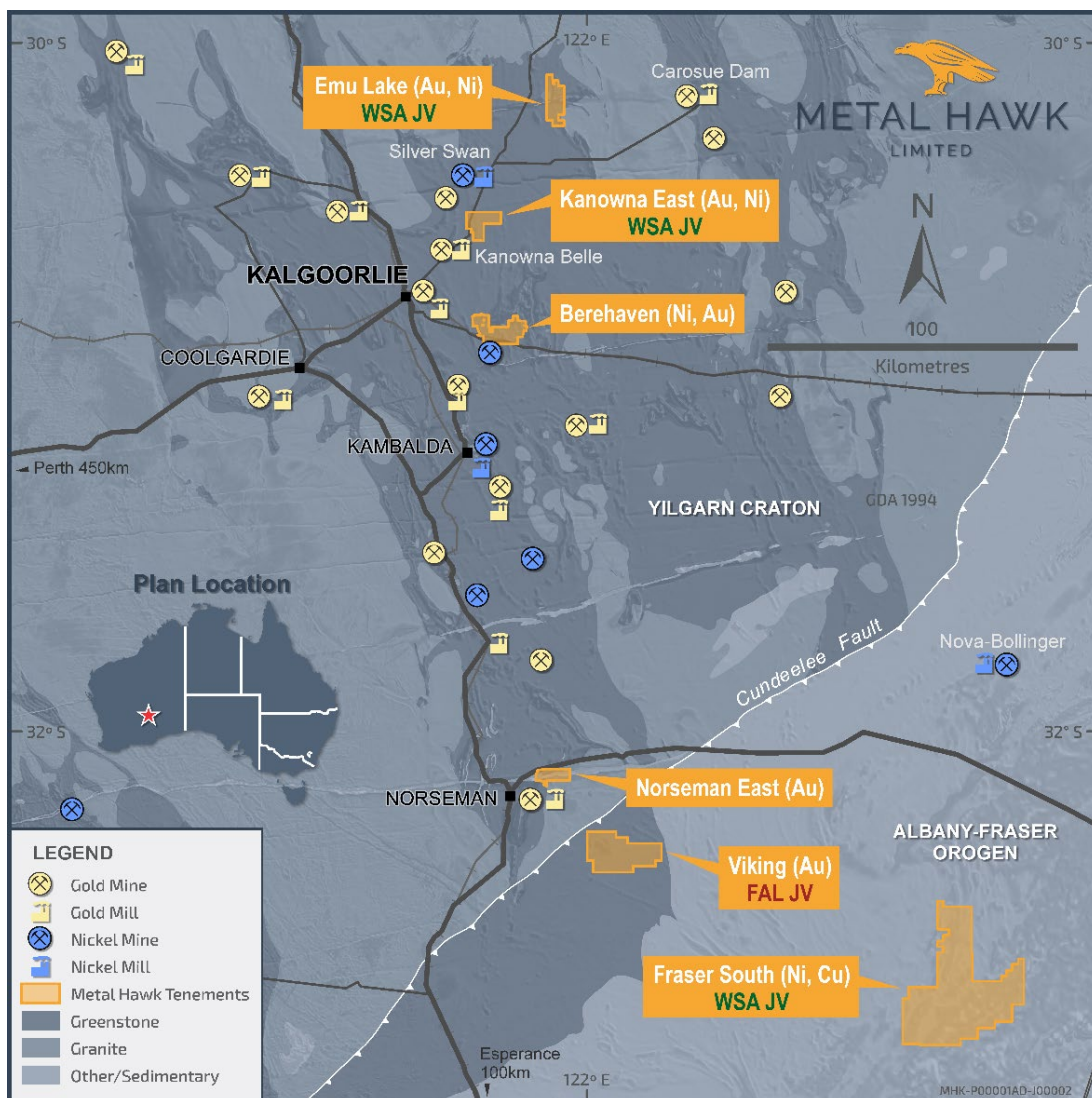 30° S
122° E
30° S
METAL HAWK
LIMITED
Carosue Dam
Emu Lake (Au, Ni)
WSA JV
Silver Swan
Kanowna East (Au, Ni)
WSA JV
N
Kanowna Belle
KALGOORLIE
Berehaven (Ni, Au)
100
Kilometres
COOLGARDIE
KAMBALDA
Perth 450km
YILGARN CRATON
GDA 1994
Plan Location
Cundeelee Fault
Nova-Bollinger
32° S
32° S
Norseman East (Au)
NORSEMAN
ALBANY-FRASER
OROGEN
Viking (Au)
FAL JV
Fraser South (Ni, Cu)
WSA JV
LEGEND
Gold Mine
Gold Mill
Nickel Mine
Nickel Mill
Metal Hawk Tenements
Greenstone
Granite
Other/Sedimentary
Esperance
100km
122° E
MHK-P00001AD-J00002